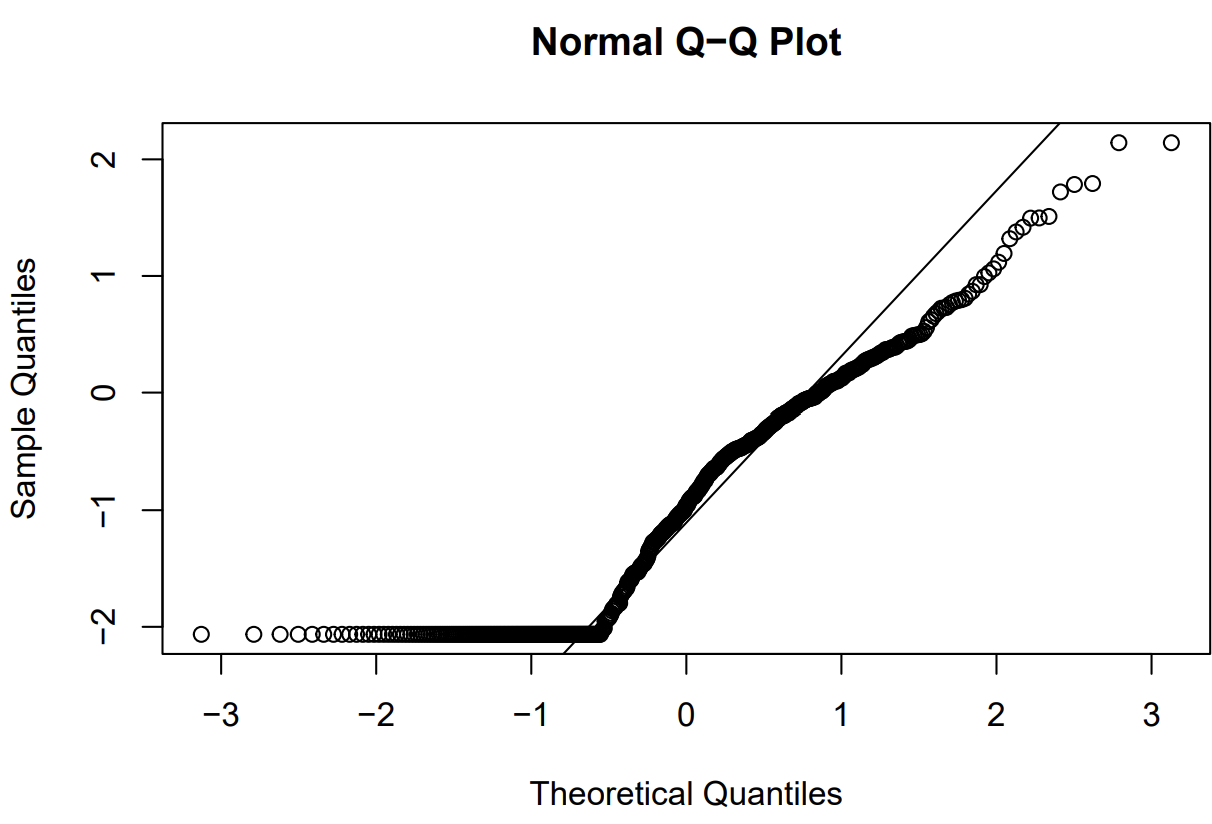 Normal Q−Q Plot
Sample Quantiles
2
1
0
−1
−2
−3 −2 −1 0 1 2 3
Theoretical Quantiles